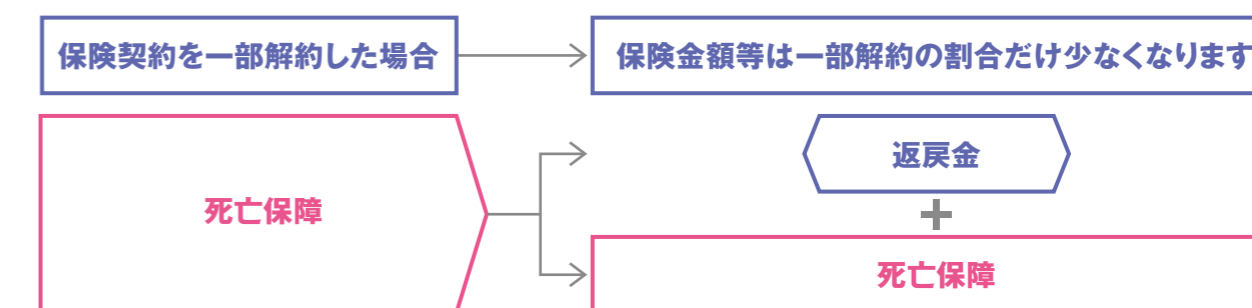 保険契約を一部解約した場合
保険金額等は一部解約の割合だけ少なくなります
死亡保障
返戻金
+
死亡保障